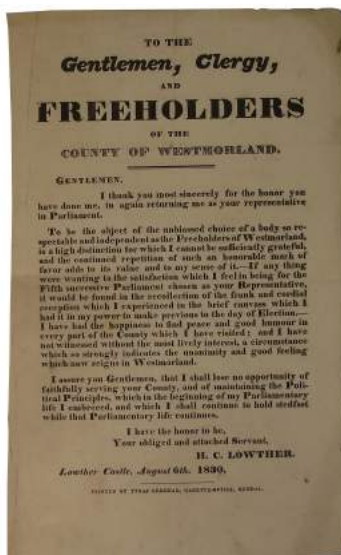 TO THE
Gentlemen, Clergy,
AND
FREEHOLDERS
OF THE
COUNTY OF WESTMORLAND.
GENTLEMEN,
I thank you most sincerely for the honor you
have done me, in again returning me as your representative
in Parliament.
To be the object of the unbiossed choice of a body so re-
spectable and independent as the Freeholders of Westmorland,
is a high distinction for which I cannot be sufficiently grateful,
and the continued repetition of such an honorable mark of
favor adds to its value and to my sense of it.—If any thing
were wanting to the satisfaction which I feel in being for the
Fifth successive Parliament chosen as your Representative,
it would be found in the recollection of the frank and cordial
reception which I experienced in the brief canvass which I
had it in my power to make previous to the day of Election.—
I have had the happiness to find peace and good humour in
every part of the County which I have visited; and I have
not witnessed without the most lively interest, a circumstance
which so strongly indicates the unanimity and good feeling
which now reigns in Westmorland.
I assure you Gentlemen, that I shall lose no opportunity of
faithfully serving your County, and of maintaining the Poli-
tical Principles, which in the beginning of my Parliamentary
life I embraced, and which I shall continue to hold stedfast
while that Parliamentary life continues.
I have the honor to be,
Your obliged and attached Servant,
H. C. LOWTHER.
Lowther Castle, August 6th. 1830.
PRINTED BY TYRAS REDHEAD, GAZETTE-OFFICE, KENDAL.